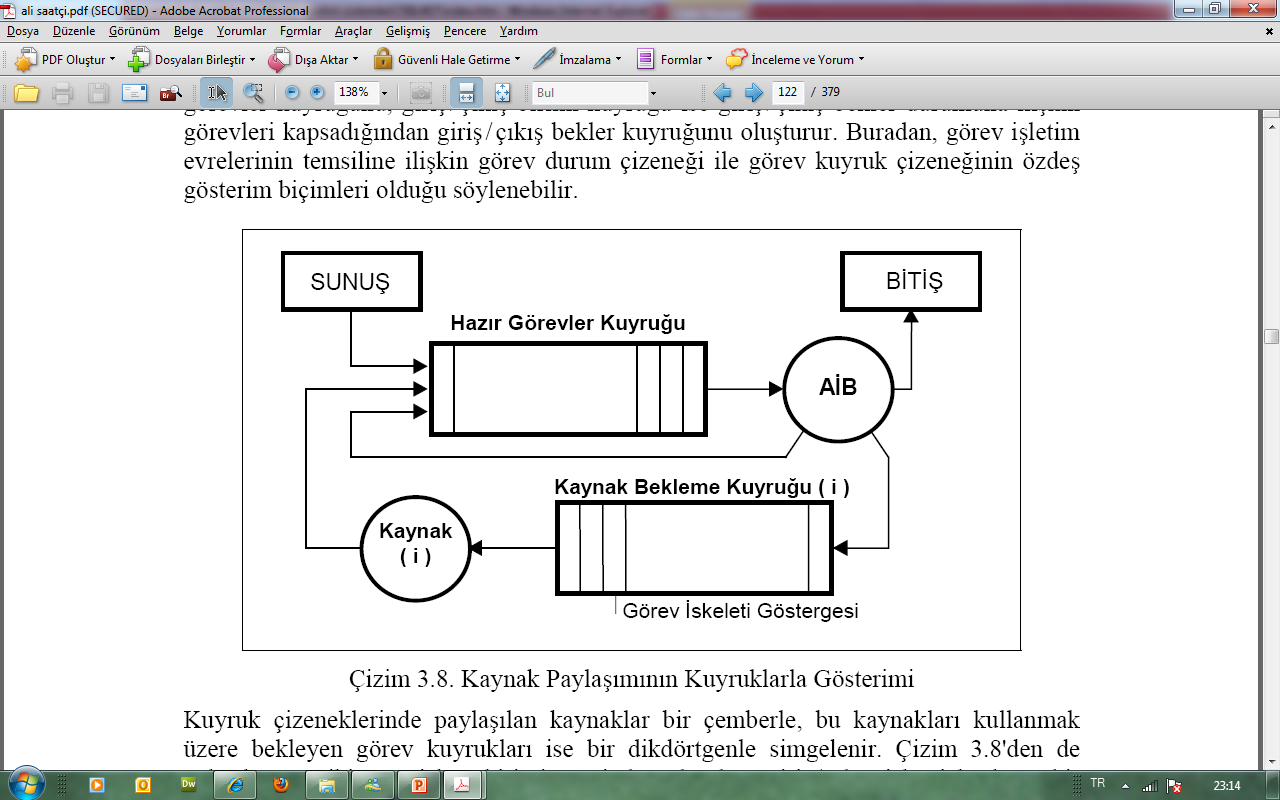 ali saatçi.pdf (SECURED) - Adobe Acrobat Professional
Dosya Düzenle Görünüm Belge Yorumlar Formlar Araçlar Gelişmiş Pencere Yardım
PDF Oluştur Dosyaları Birleştir Dışa Aktar Güvenli Hale Getirme İmzalama Formlar İnceleme ve Yorum
138% Bul 122 / 379
görevleri kapsadığından giriş/çıkış bekler kuyruğunu oluşturur. Buradan, görev işletim
evrelerinin temsiline ilişkin görev durum çizeneği ile görev kuyruk çizeneğinin özdeş
gösterim biçimleri olduğu söylenebilir.
SUNUŞ
BİTİŞ
Hazır Görevler Kuyruğu
AİB
Kaynak Bekleme Kuyruğu ( i )
Kaynak
( i )
Görev İskeleti Göstergesi
Çizim 3.8. Kaynak Paylaşımının Kuyruklarla Gösterimi
Kuyruk çizeneklerinde paylaşılan kaynaklar bir çemberle, bu kaynakları kullanmak
üzere bekleyen görev kuyrukları ise bir dikdörtgenle simgelenir. Çizim 3.8'den de
TR 23:14